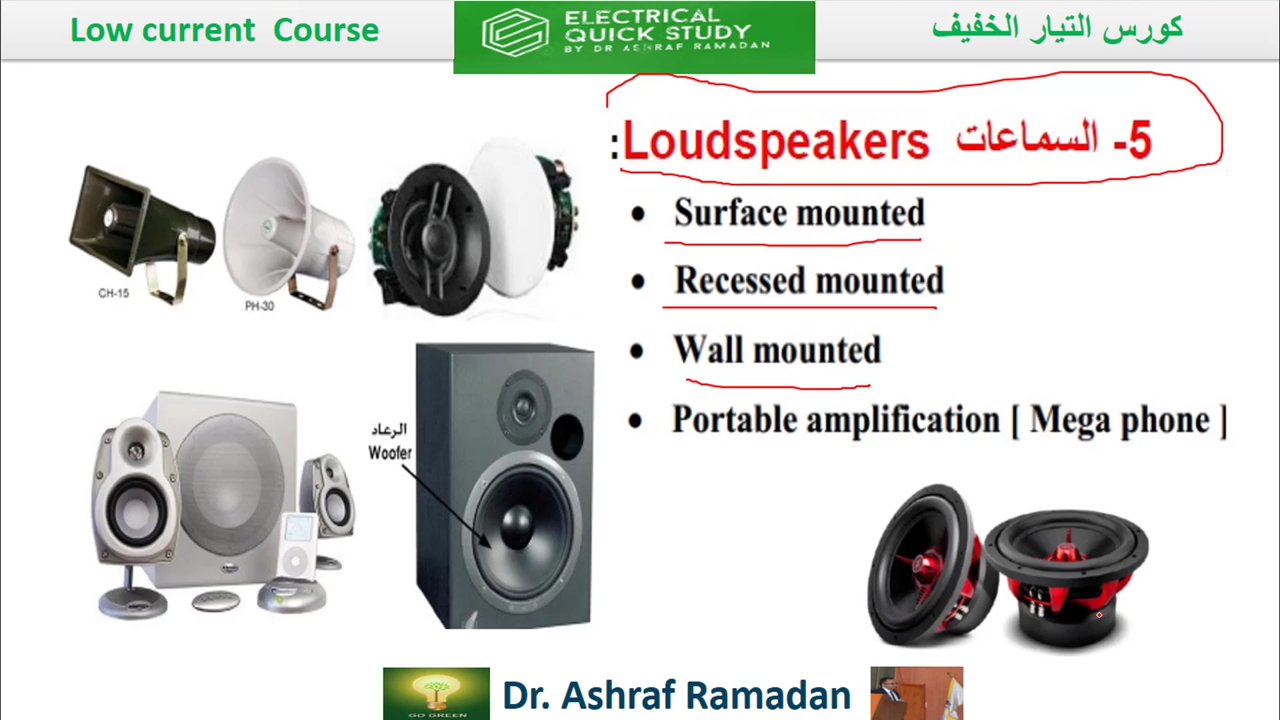 Low current Course
ELECTRICAL
QUICK STUDY
BY DR ASHRAF RAMADAN
كورس التيار الخفيف
5- السماعات Loudspeakers:
• Surface mounted
• Recessed mounted
• Wall mounted
• Portable amplification [ Mega phone ]
CH-15
PH-30
الرعاد
Woofer
GO GREEN
Dr. Ashraf Ramadan